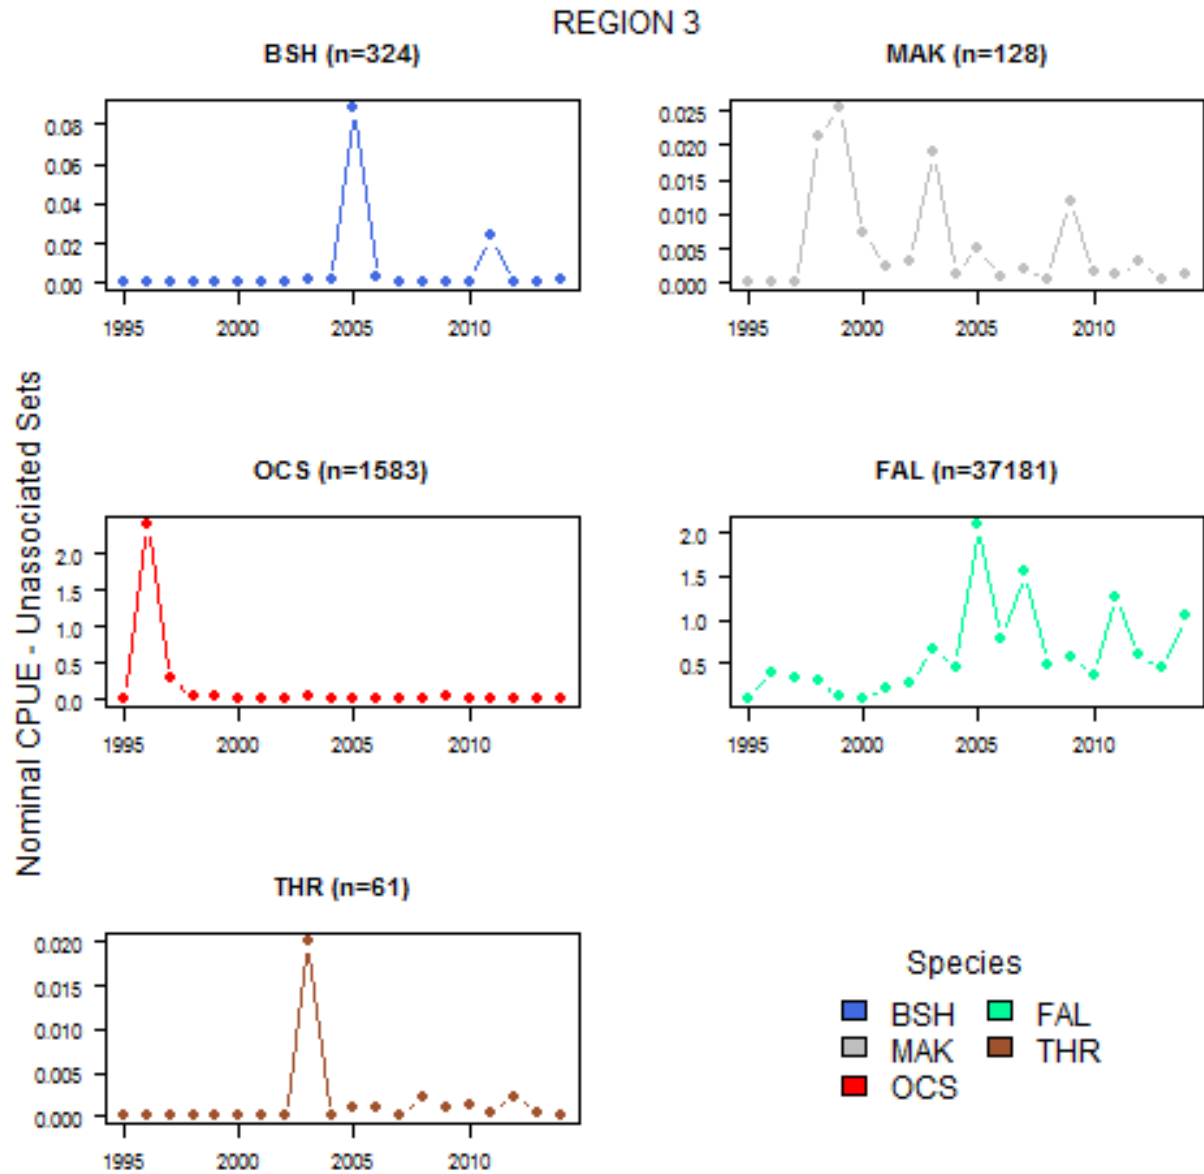 REGION 3
BSH (n=324)
0.08
0.06
0.04
0.02
0.00
1995 2000 2005 2010
MAK (n=128)
0.025
0.020
0.015
0.010
0.005
0.000
1995 2000 2005 2010
Nominal CPUE - Unassociated Sets
OCS (n=1583)
2.0
1.5
1.0
0.5
0.0
1995 2000 2005 2010
FAL (n=37181)
2.0
1.5
1.0
0.5
1995 2000 2005 2010
THR (n=61)
0.020
0.015
0.010
0.005
0.000
1995 2000 2005 2010
Species
BSH FAL
MAK THR
OCS